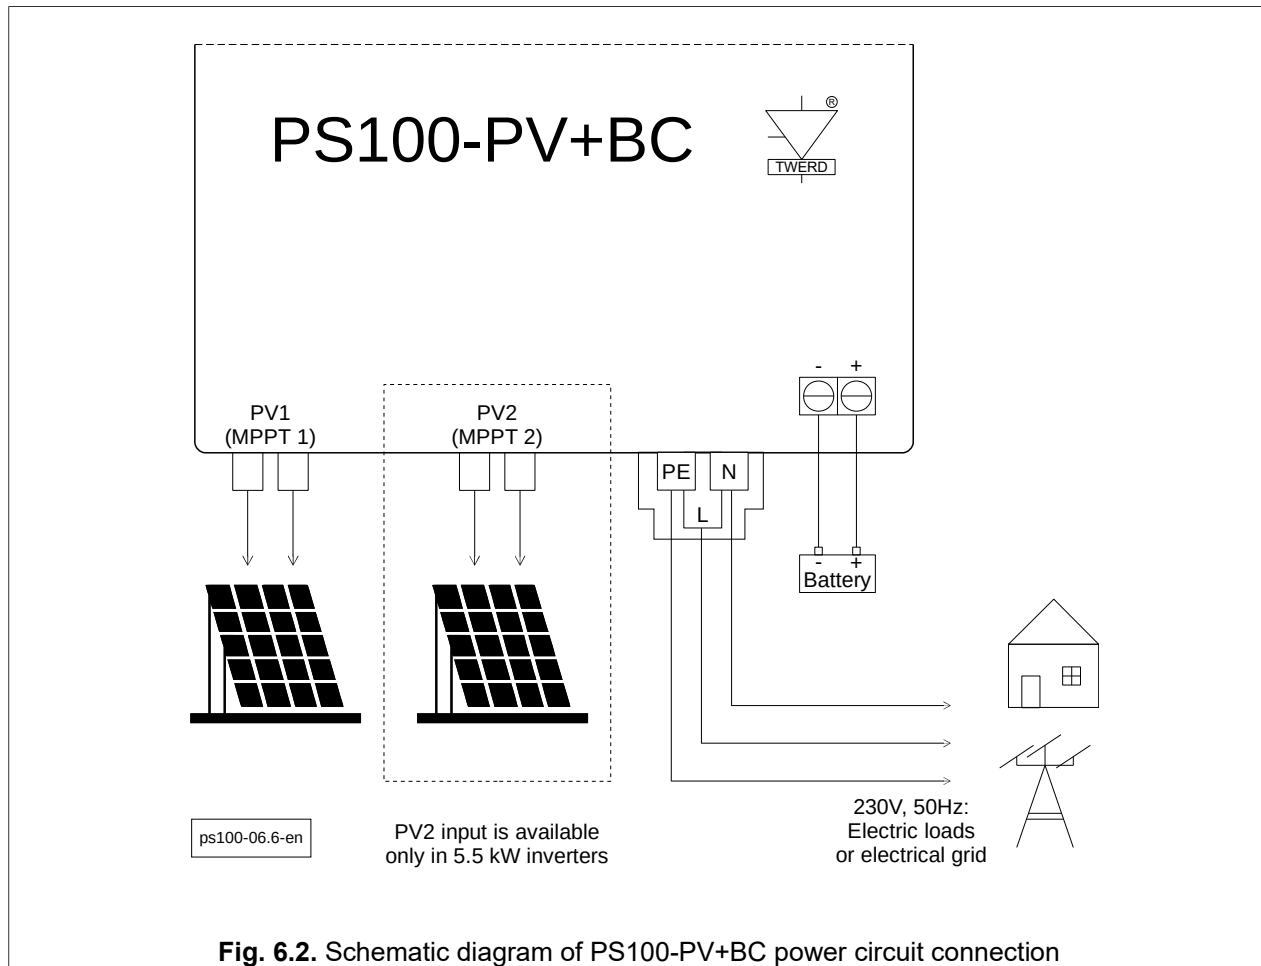 PS100-PV+BC
®
TWERD
- +
PV1
(MPPT 1)
PV2
(MPPT 2)
PE
N
L
- +
Battery
230V, 50Hz:
Electric loads
or electrical grid
ps100-06.6-en
PV2 input is available
only in 5.5 kW inverters
Fig. 6.2. Schematic diagram of PS100-PV+BC power circuit connection